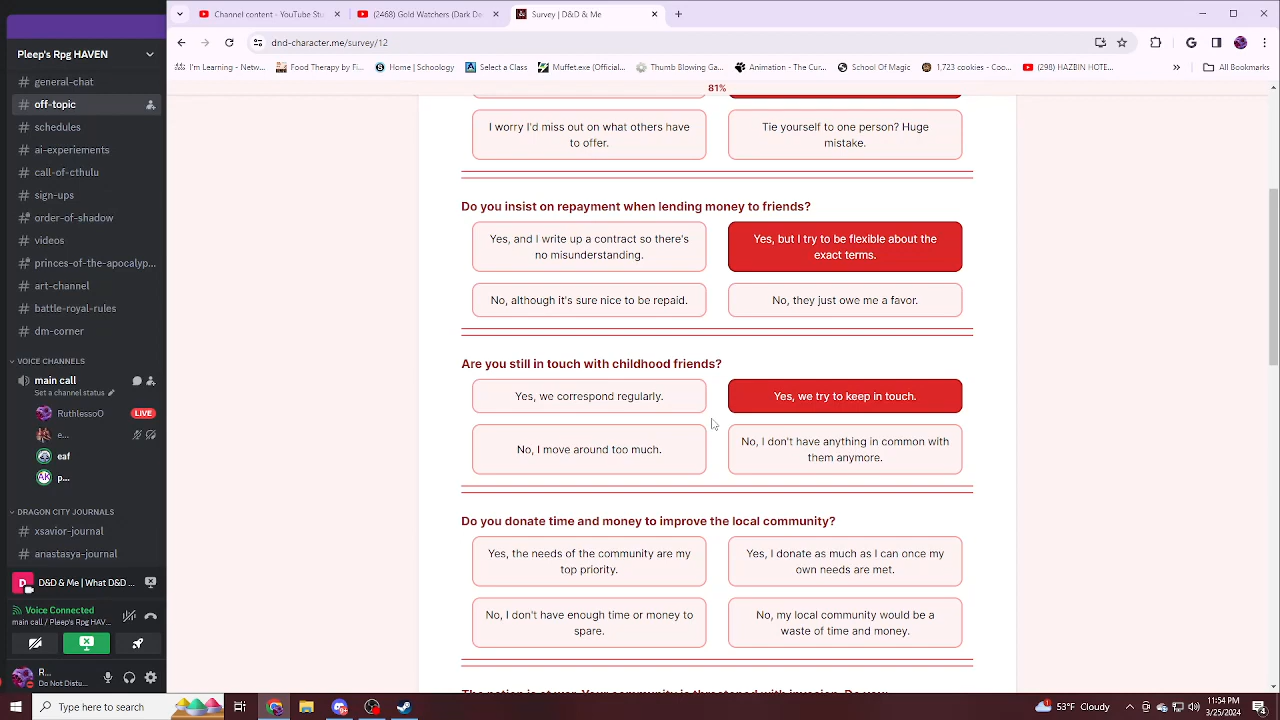 Pleep's Rpg HAVEN
# general-chat
# off-topic
# schedules
# ai-experiements
# call-of-cthulu
# sign-ups
# order-of-shadow
# videos
# princes-of-the-apocalyp...
# art-channel
# battle-royal-rules
# dm-corner
VOICE CHANNELS
main call
Set a channel status
RuthlessoO
LIVE
e...
eaf
p...
DRAGON CITY JOURNALS
# xsavior-journal
# anastasya-journal
D
D&D & Me | What D&D ...
Voice Connected
main call / Pleep's Rpg HAV...
R...
Do Not Distu...
Channel content - YouTube Stu
(2468) Gold Watchers (Dark De
Survey | D&D & Me
dnd-character.me/survey/12
I'm Learning - Netw...
Food Therapy by Fi...
Home | Schoology
Select a Class
Muffet.exe(Official...
Thumb Blowing Ga...
Animation - The Cur...
School Of Magic
1,723 cookies - Coo...
(298) HAZBIN HOTE...
»
All Bookmarks
81%
I worry I'd miss out on what others have
to offer.
Tie yourself to one person? Huge
mistake.
Do you insist on repayment when lending money to friends?
Yes, and I write up a contract so there's
no misunderstanding.
Yes, but I try to be flexible about the
exact terms.
No, although it's sure nice to be repaid.
No, they just owe me a favor.
Are you still in touch with childhood friends?
Yes, we correspond regularly.
Yes, we try to keep in touch.
No, I move around too much.
No, I don't have anything in common with
them anymore.
Do you donate time and money to improve the local community?
Yes, the needs of the community are my
top priority.
Yes, I donate as much as I can once my
own needs are met.
No, I don't have enough time or money to
spare.
No, my local community would be a
waste of time and money.
Type here to search
53°F Cloudy
11:54 PM
3/25/2024